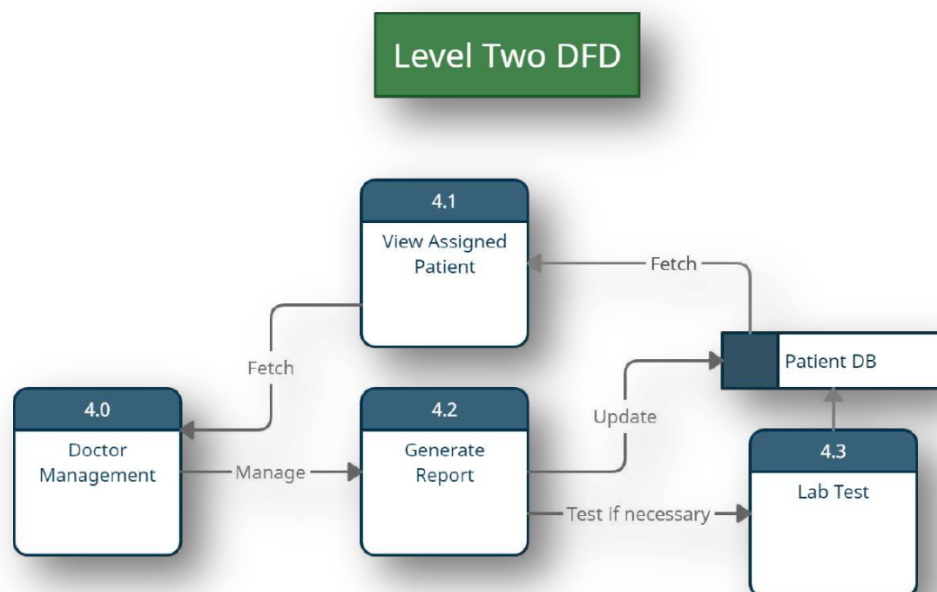 Level Two DFD
4.1
View Assigned
Patient
Fetch
Patient DB
Fetch
4.0
Doctor
Management
4.2
Generate
Report
Update
4.3
Lab Test
Manage
Test if necessary